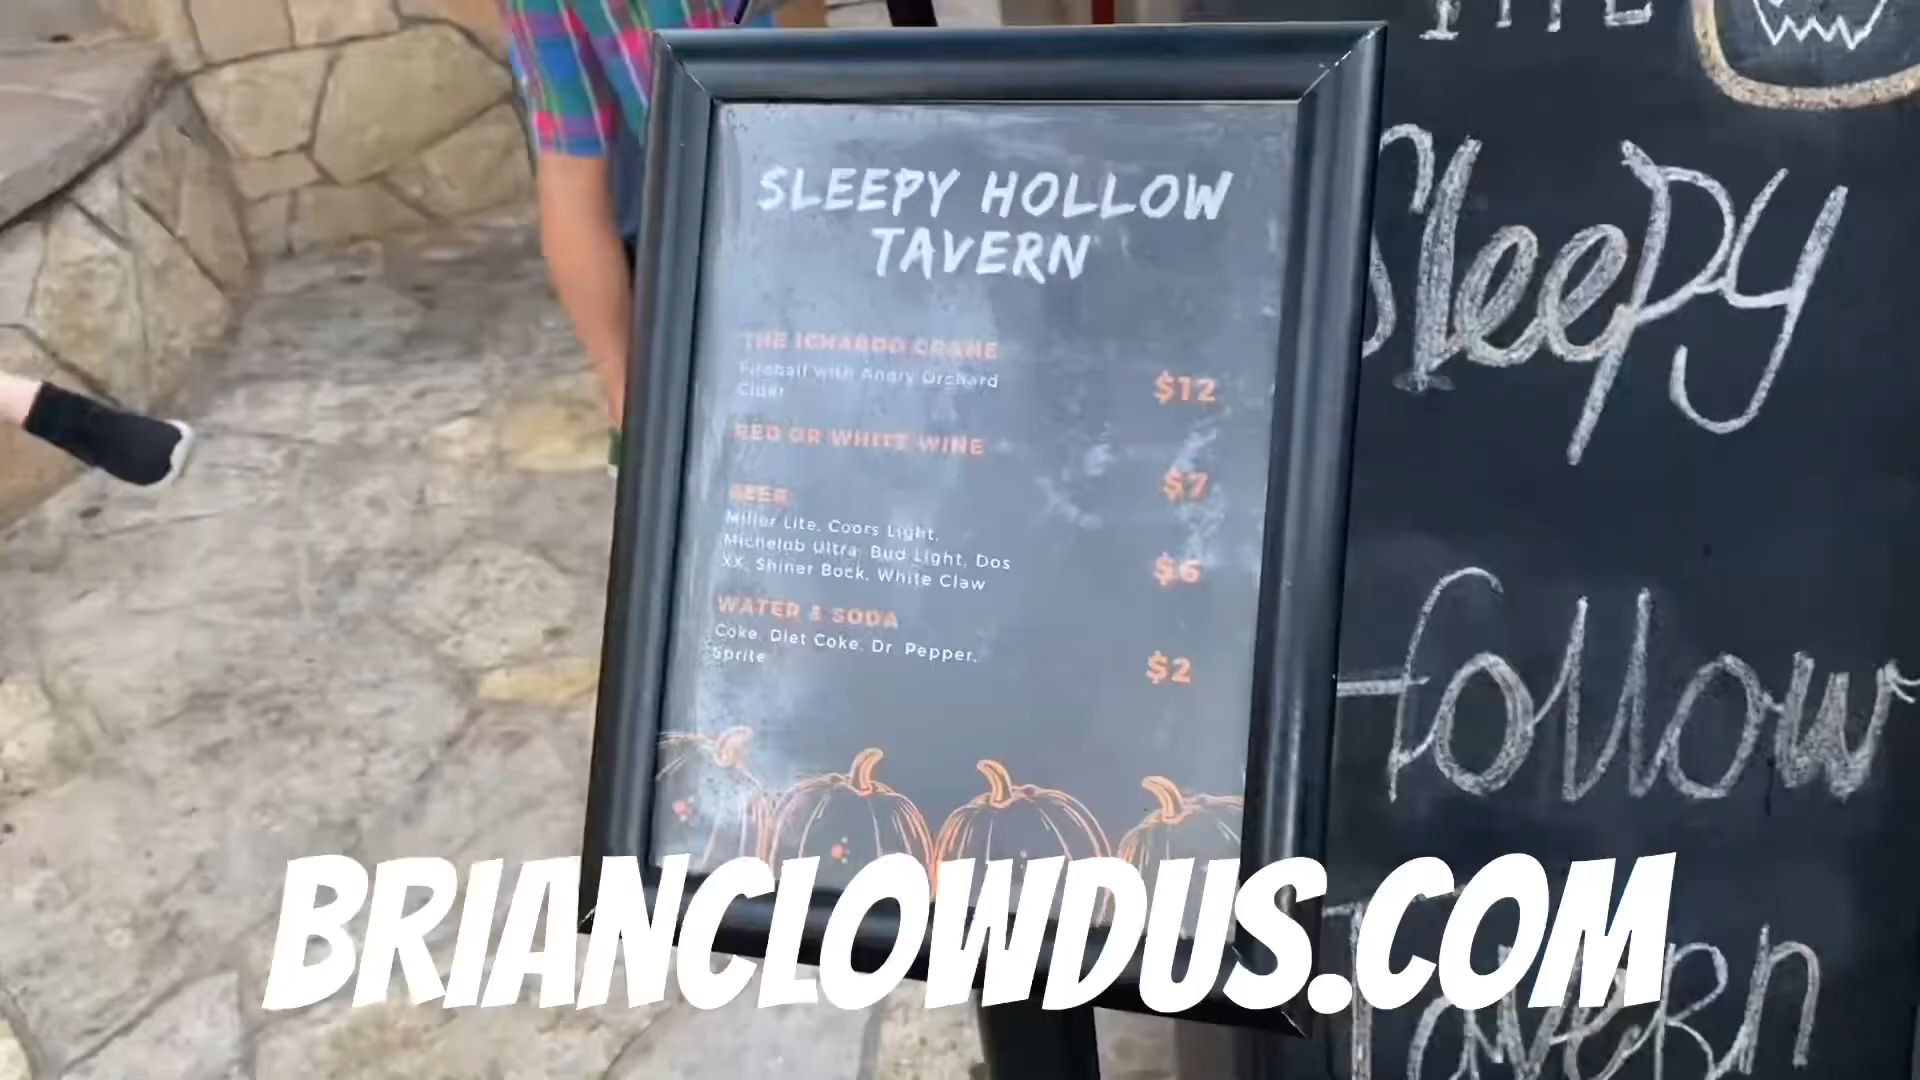 SLEEPY HOLLOW
TAVERN
THE ICHABOD CRANE
Fireball with Angry Orchard
Cider
$12
RED OR WHITE WINE
$7
BEER
Miller Lite, Coors Light,
Michelob Ultra, Bud Light, Dos
XX, Shiner Bock, White Claw
$6
WATER & SODA
Coke, Diet Coke, Dr. Pepper,
Sprite
$2
THE
Sleepy
Hollow
Tavern
BRIANCLOWDUS.COM